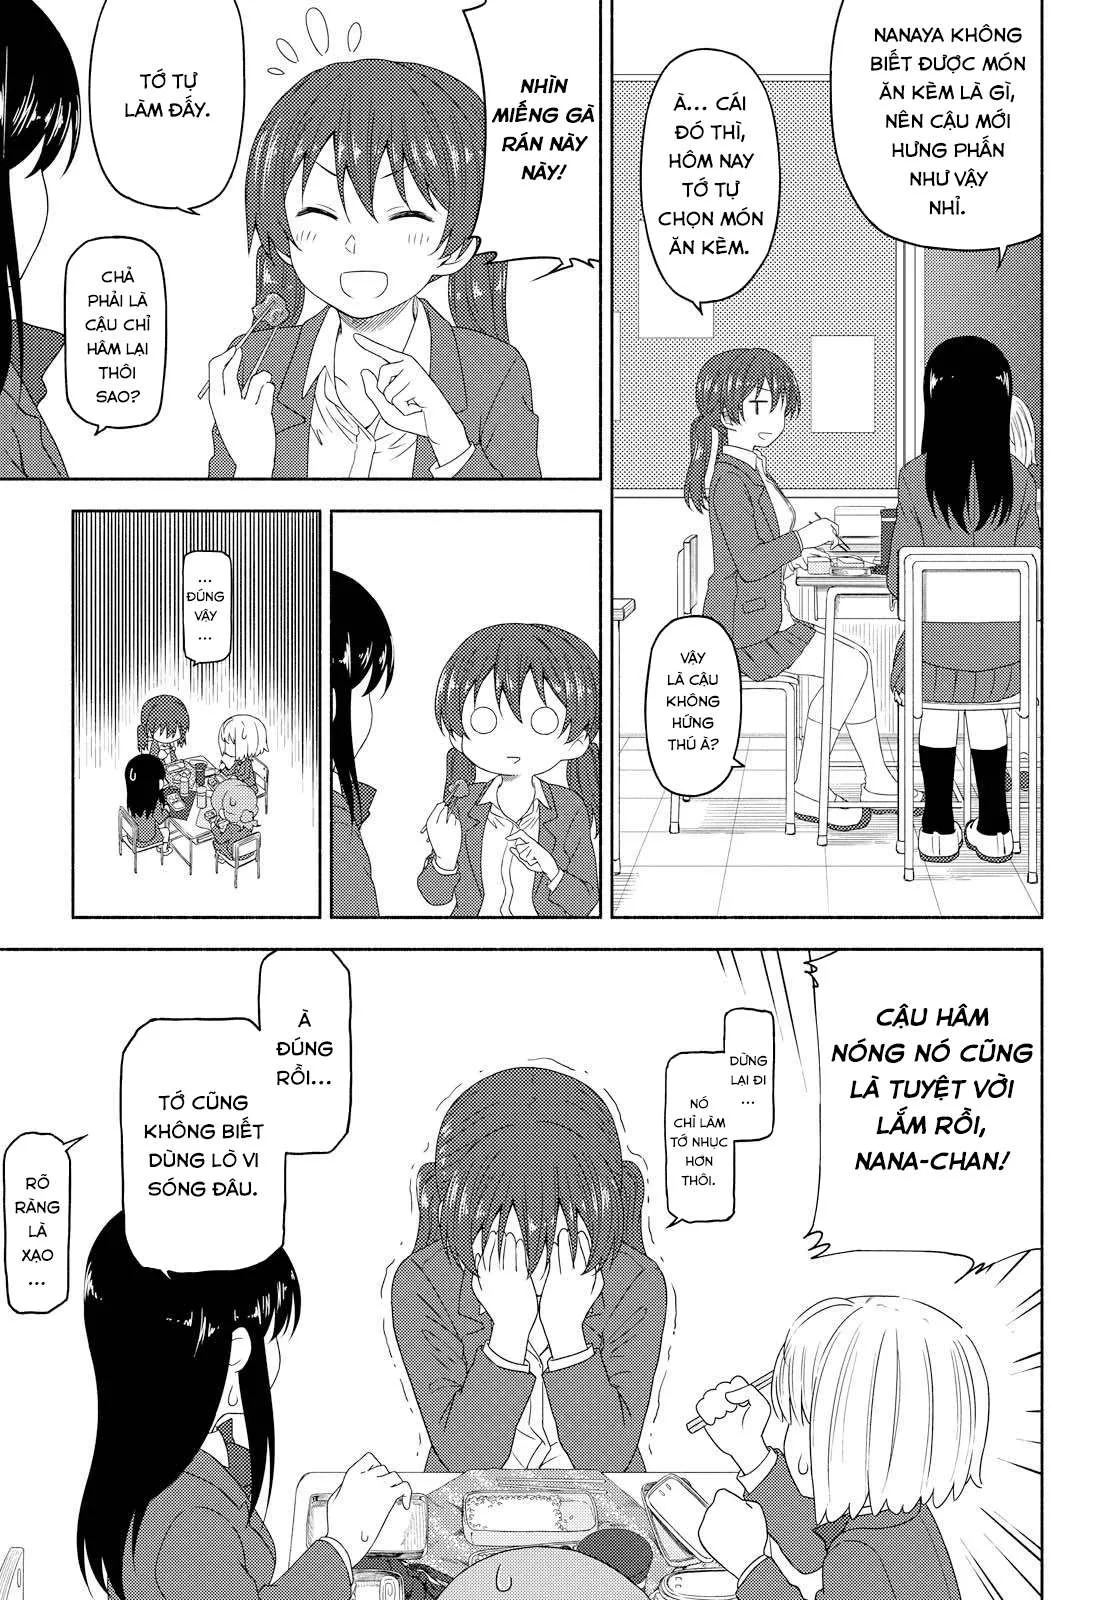 NANAYA KHÔNG
BIẾT ĐƯỢC MÓN
ĂN KÈM LÀ GÌ,
NÊN CẬU MỚI
HƯNG PHẤN
NHƯ VẬY
NHỈ.
À... CÁI
ĐÓ THÌ,
HÔM NAY
TỚ TỰ
CHỌN MÓN
ĂN KÈM.
VẬY
LÀ CẬU
KHÔNG
HỨNG
THÚ À?
NHÌN
MIẾNG GÀ
RÁN NÀY
NÀY!
TỚ TỰ
LÀM ĐẤY.
CHẢ
PHẢI LÀ
CẬU CHỈ
HÂM LẠI
THÔI
SAO?
...
ĐÚNG
VẬY
...
CẬU HÂM
NÓNG NÓ CŨNG
LÀ TUYỆT VỜI
LẮM RỒI,
NANA-CHAN!
DỪNG
LẠI ĐI
...
NÓ
CHỈ LÀM
TỚ NHỤC
HƠN
THÔI.
À
ĐÚNG
RỒI...
TỚ CŨNG
KHÔNG BIẾT
DÙNG LÒ VI
SÓNG ĐÂU.
RÕ
RÀNG
LÀ
XẠO
...